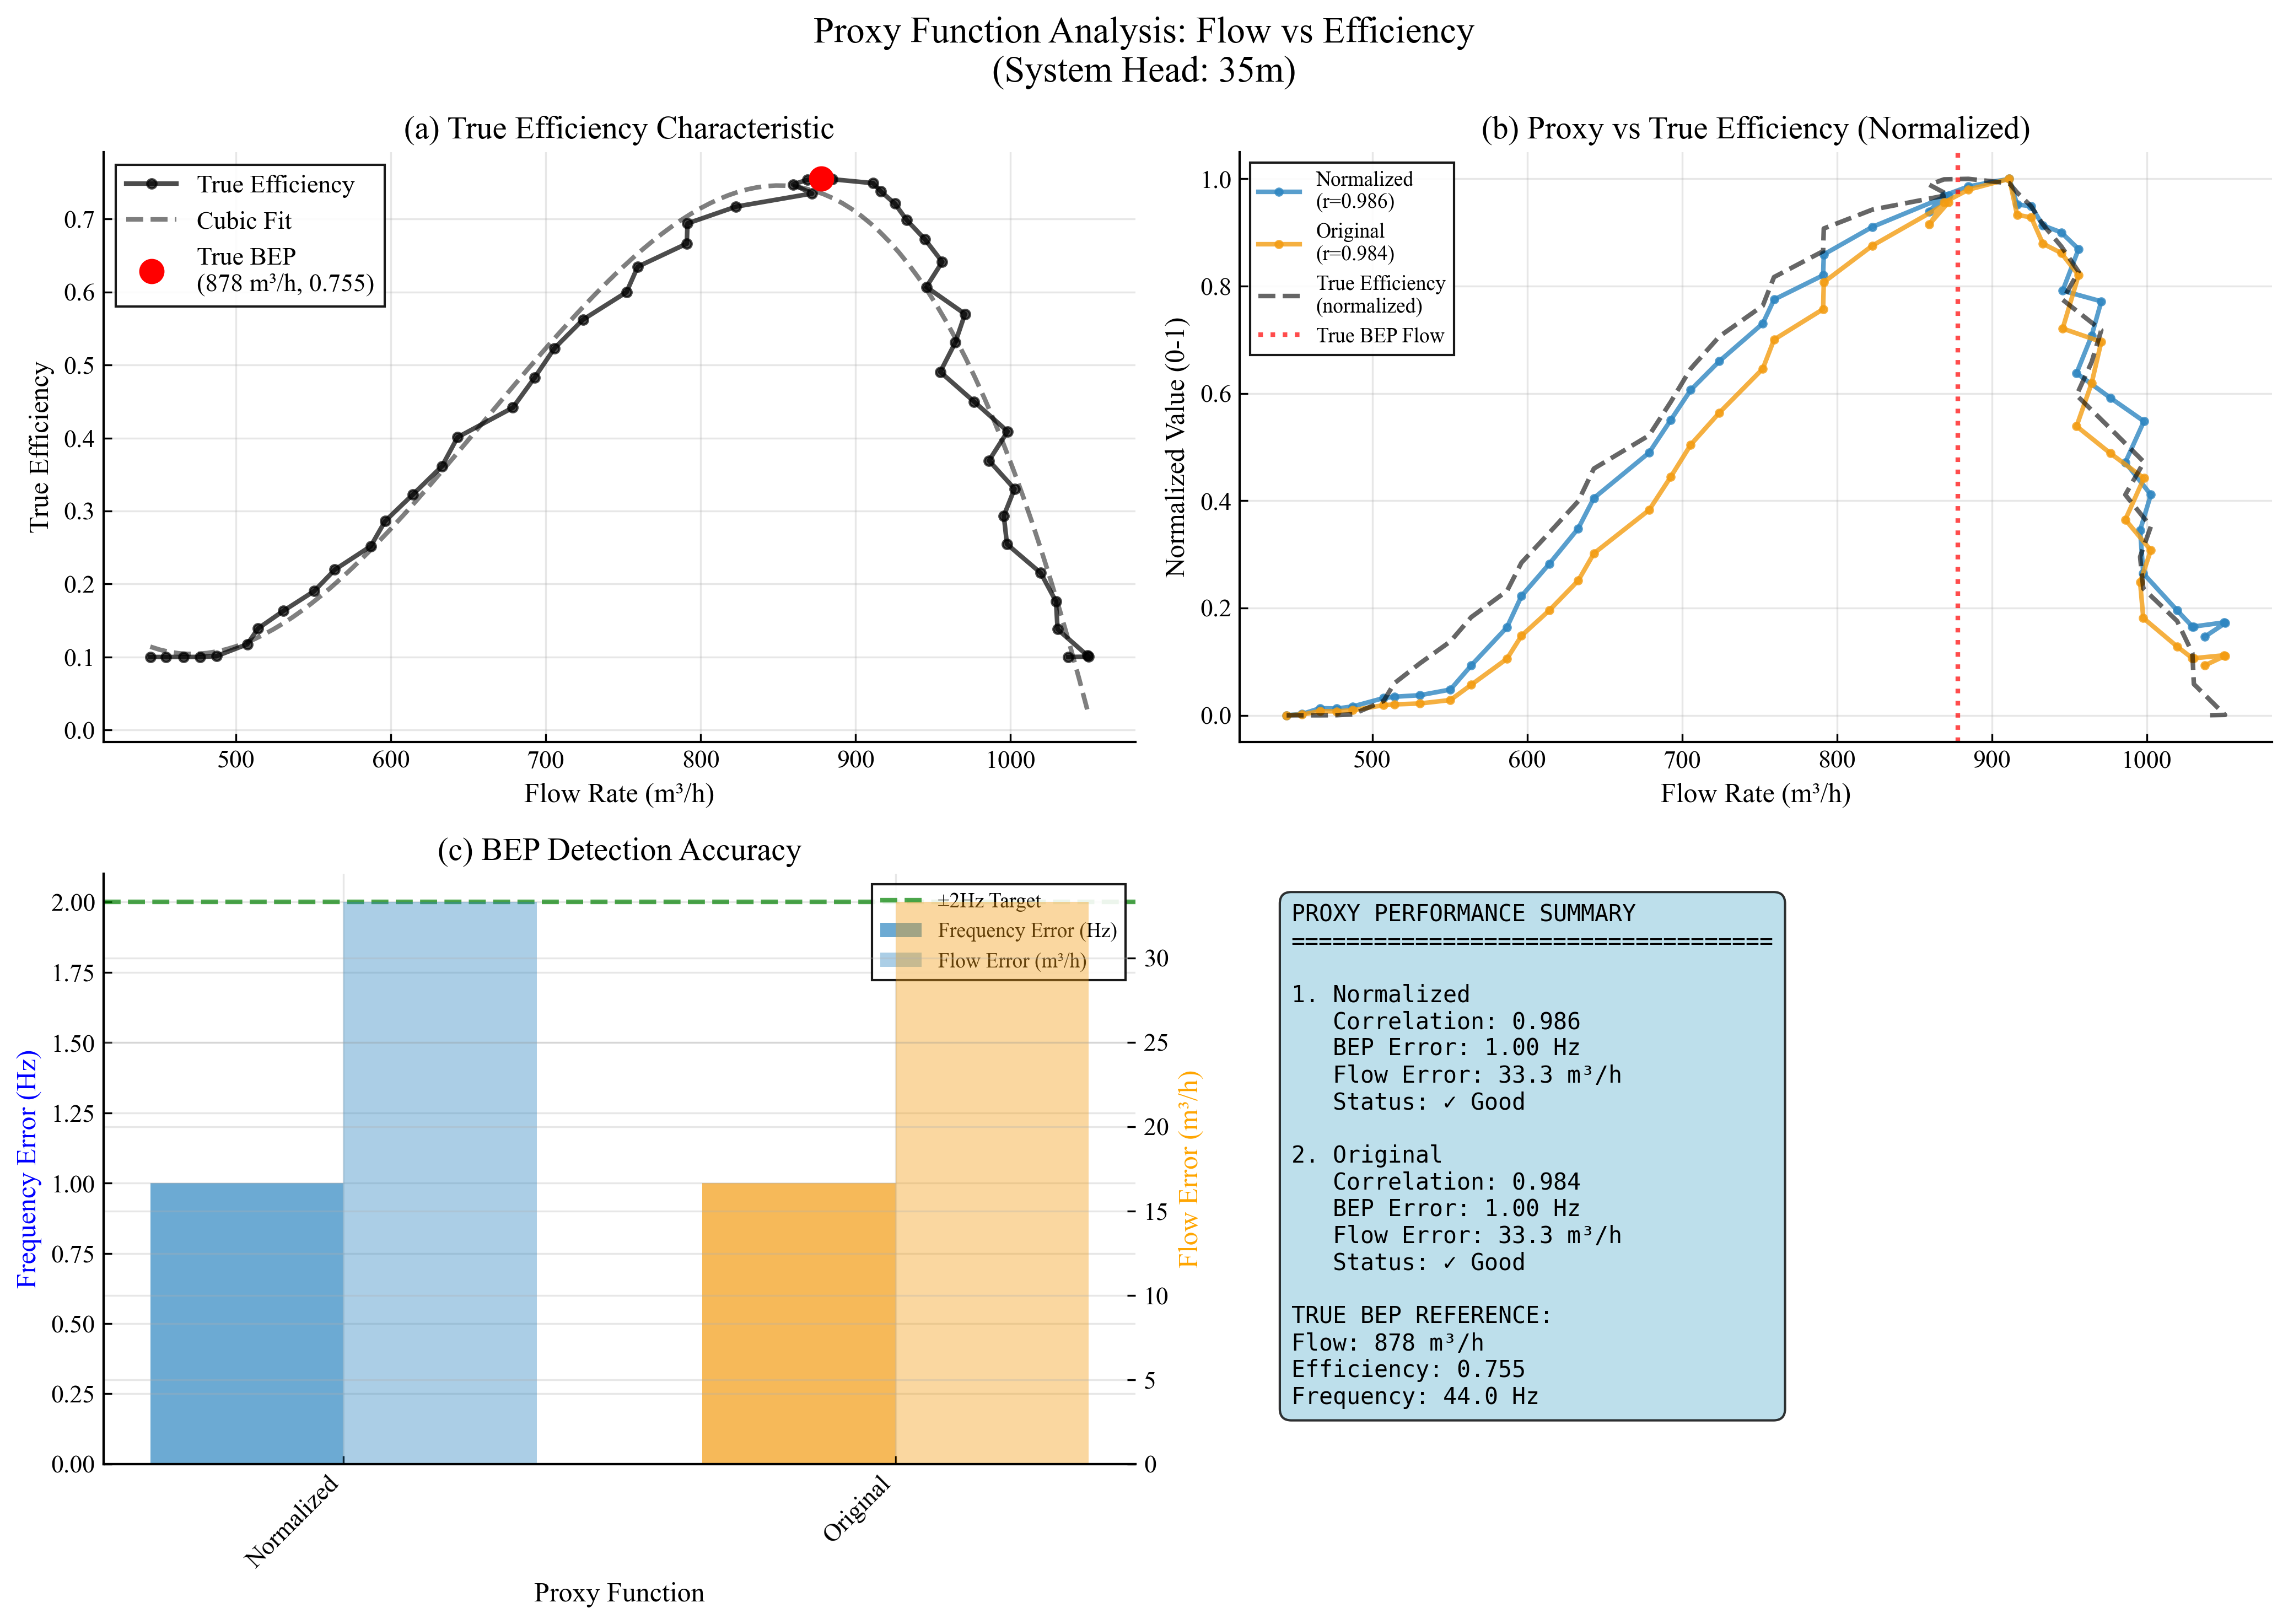 Proxy Function Analysis: Flow vs Efficiency
(System Head: 35m)
(a) True Efficiency Characteristic
True Efficiency
Cubic Fit
True BEP
(878 m³/h, 0.755)
True Efficiency
0.7
0.6
0.5
0.4
0.3
0.2
0.1
0.0
500
600
700
800
900
1000
Flow Rate (m³/h)
(b) Proxy vs True Efficiency (Normalized)
Normalized
(r=0.986)
Original
(r=0.984)
True Efficiency
(normalized)
True BEP Flow
Normalized Value (0-1)
1.0
0.8
0.6
0.4
0.2
0.0
500
600
700
800
900
1000
Flow Rate (m³/h)
(c) BEP Detection Accuracy
±2Hz Target
Frequency Error (Hz)
Flow Error (m³/h)
Frequency Error (Hz)
2.00
1.75
1.50
1.25
1.00
0.75
0.50
0.25
0.00
30
25
20
15
10
5
0
Flow Error (m³/h)
Normalized
Original
Proxy Function
PROXY PERFORMANCE SUMMARY
===================================
1. Normalized
Correlation: 0.986
BEP Error: 1.00 Hz
Flow Error: 33.3 m³/h
Status: ✓ Good
2. Original
Correlation: 0.984
BEP Error: 1.00 Hz
Flow Error: 33.3 m³/h
Status: ✓ Good
TRUE BEP REFERENCE:
Flow: 878 m³/h
Efficiency: 0.755
Frequency: 44.0 Hz